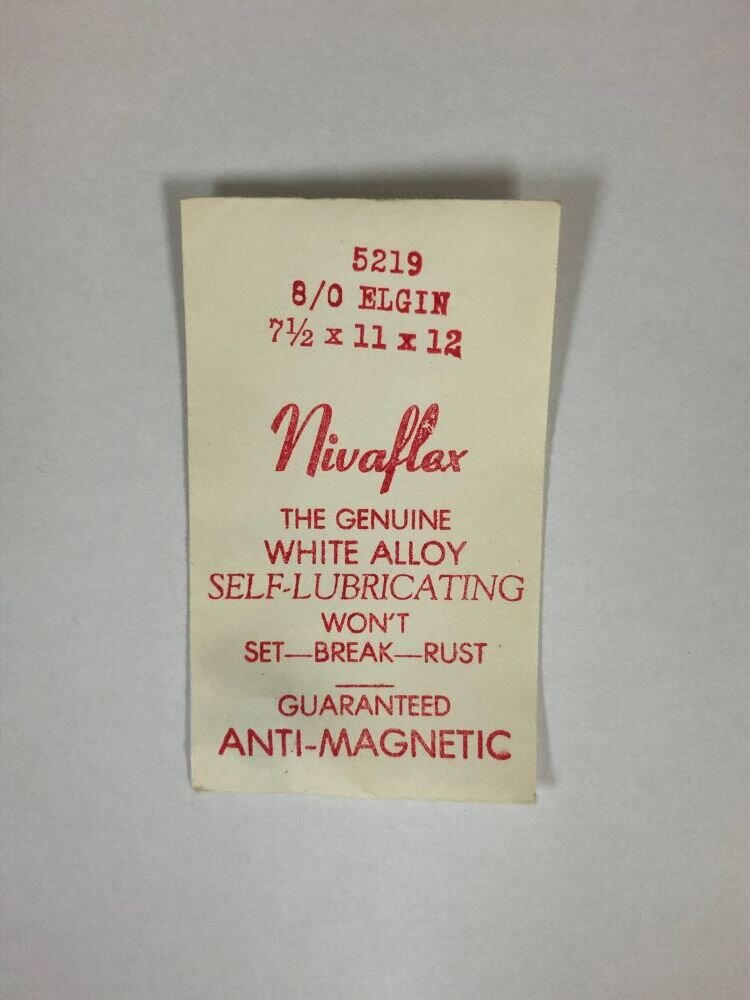 5219
8/0 ELGIN
7½ x 11 x 12
Nivaflex
THE GENUINE
WHITE ALLOY
SELF-LUBRICATING
WON'T
SET—BREAK—RUST
GUARANTEED
ANTI-MAGNETIC